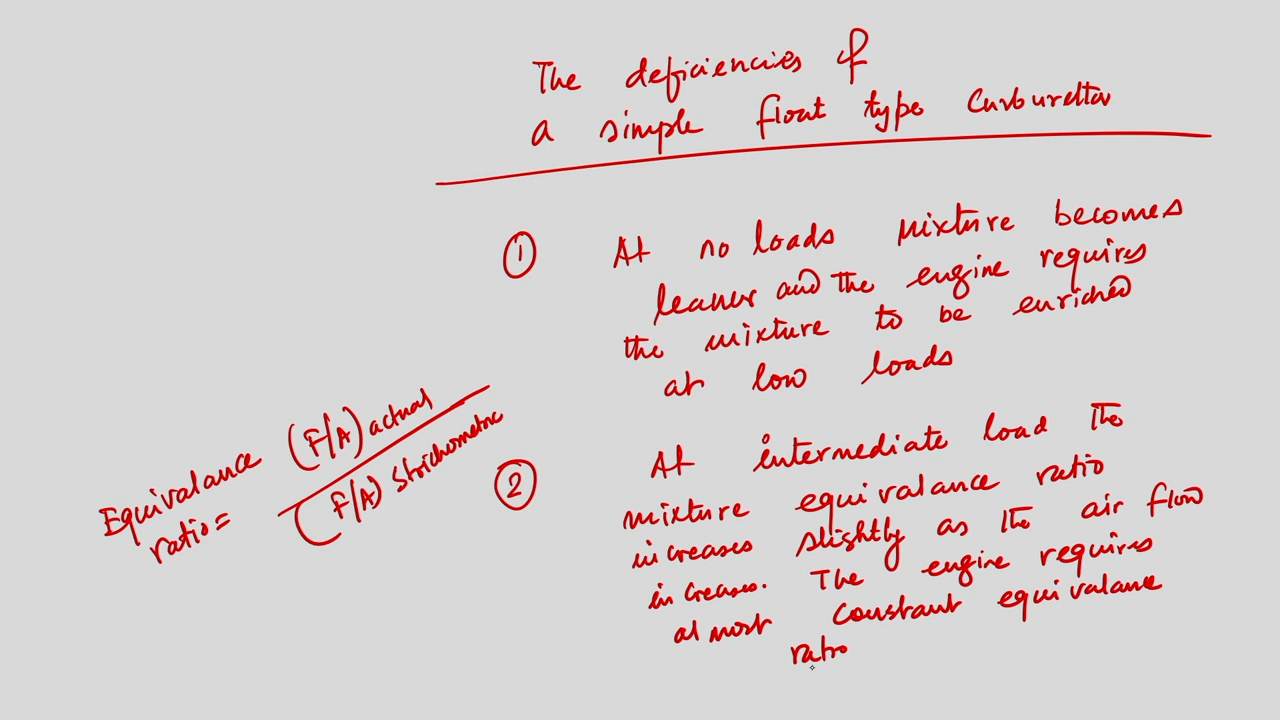 The deficiencies of
a simple float type Carburettor
① At no loads mixture becomes
leaner and the engine requires
the mixture to be enriched
at low loads
② At intermediate load the
mixture equivalance ratio
increases slightly as the air flow
increases. The engine requires
almost constant equivalance
ratio
Equivalance (F/A) actual
ratio = (F/A) Stoichometric